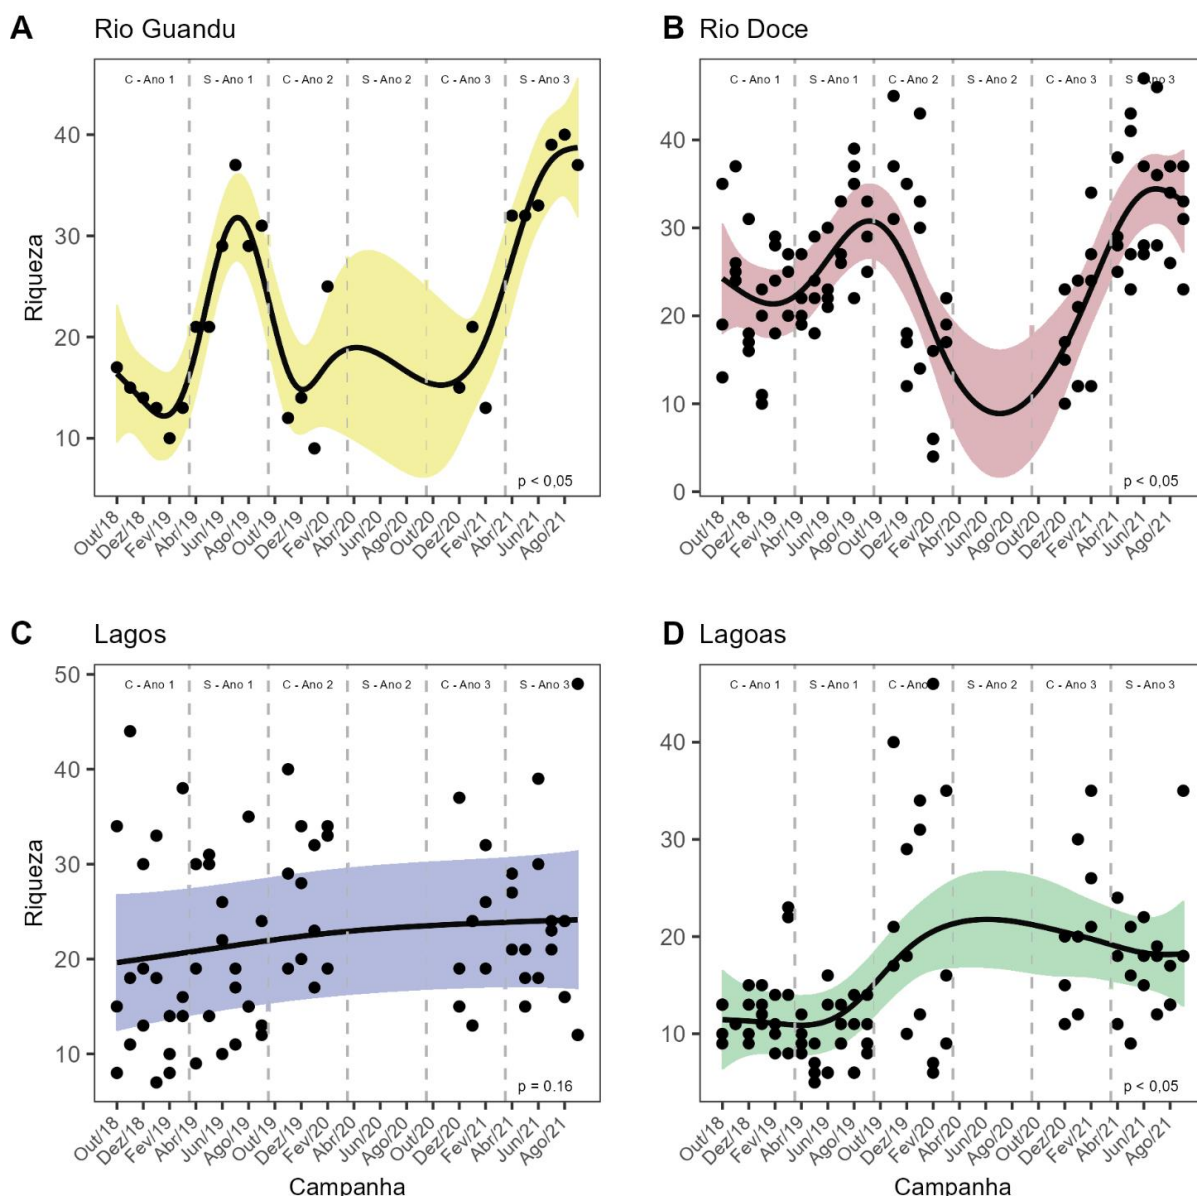 A Rio Guandu
Riqueza
C - Ano 1 S - Ano 1 C - Ano 2 S - Ano 2 C - Ano 3 S - Ano 3
40
30
20
10
p < 0,05
Out/18 Dez/18 Fev/19 Abr/19 Jun/19 Ago/19 Out/19 Dez/19 Fev/20 Abr/20 Jun/20 Ago/20 Out/20 Dez/20 Fev/21 Abr/21 Jun/21 Ago/21
B Rio Doce
C - Ano 1 S - Ano 1 C - Ano 2 S - Ano 2 C - Ano 3 S - Ano 3
40
30
20
10
0
p < 0,05
Out/18 Dez/18 Fev/19 Abr/19 Jun/19 Ago/19 Out/19 Dez/19 Fev/20 Abr/20 Jun/20 Ago/20 Out/20 Dez/20 Fev/21 Abr/21 Jun/21 Ago/21
C Lagos
Riqueza
C - Ano 1 S - Ano 1 C - Ano 2 S - Ano 2 C - Ano 3 S - Ano 3
50
40
30
20
10
p = 0.16
Out/18 Dez/18 Fev/19 Abr/19 Jun/19 Ago/19 Out/19 Dez/19 Fev/20 Abr/20 Jun/20 Ago/20 Out/20 Dez/20 Fev/21 Abr/21 Jun/21 Ago/21
Campanha
D Lagoas
C - Ano 1 S - Ano 1 C - Ano S - Ano 2 C - Ano 3 S - Ano 3
40
30
20
10
p < 0,05
Out/18 Dez/18 Fev/19 Abr/19 Jun/19 Ago/19 Out/19 Dez/19 Fev/20 Abr/20 Jun/20 Ago/20 Out/20 Dez/20 Fev/21 Abr/21 Jun/21 Ago/21
Campanha